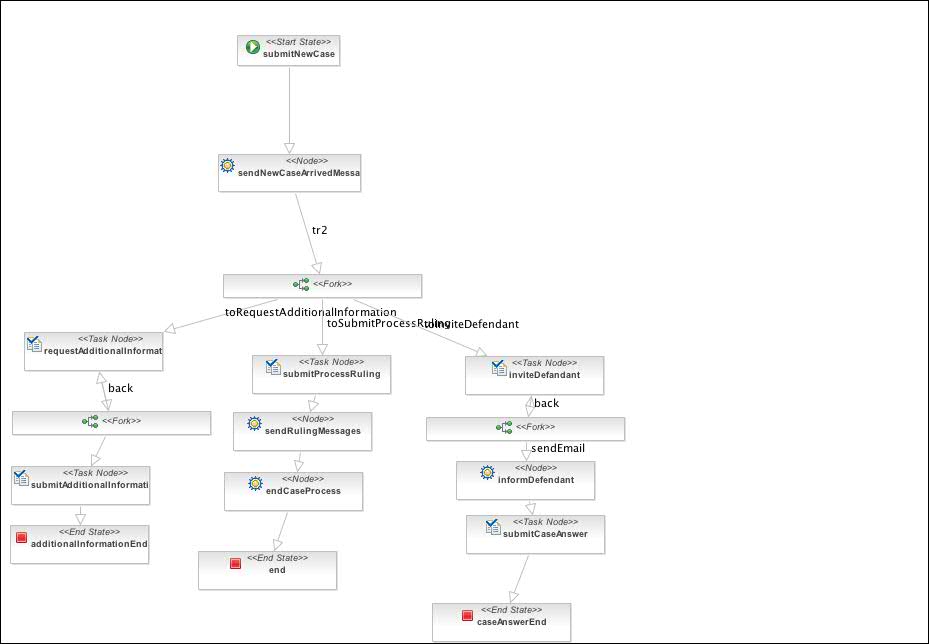 <<Start State>>
submitNewCase
<<Node>>
sendNewCaseArrivedMessa
tr2
<<Fork>>
toRequestAdditionalInformation
toSubmitProcessRuling
toInviteDefendant
<<Task Node>>
requestAdditionalInformat
<<Task Node>>
submitProcessRuling
<<Task Node>>
inviteDefandant
back
back
<<Fork>>
<<Node>>
sendRulingMessages
<<Fork>>
sendEmail
<<Task Node>>
submitAdditionalInformati
<<Node>>
endCaseProcess
<<Node>>
informDefendant
<<End State>>
additionalInformationEnd
<<Task Node>>
submitCaseAnswer
<<End State>>
end
<<End State>>
caseAnswerEnd